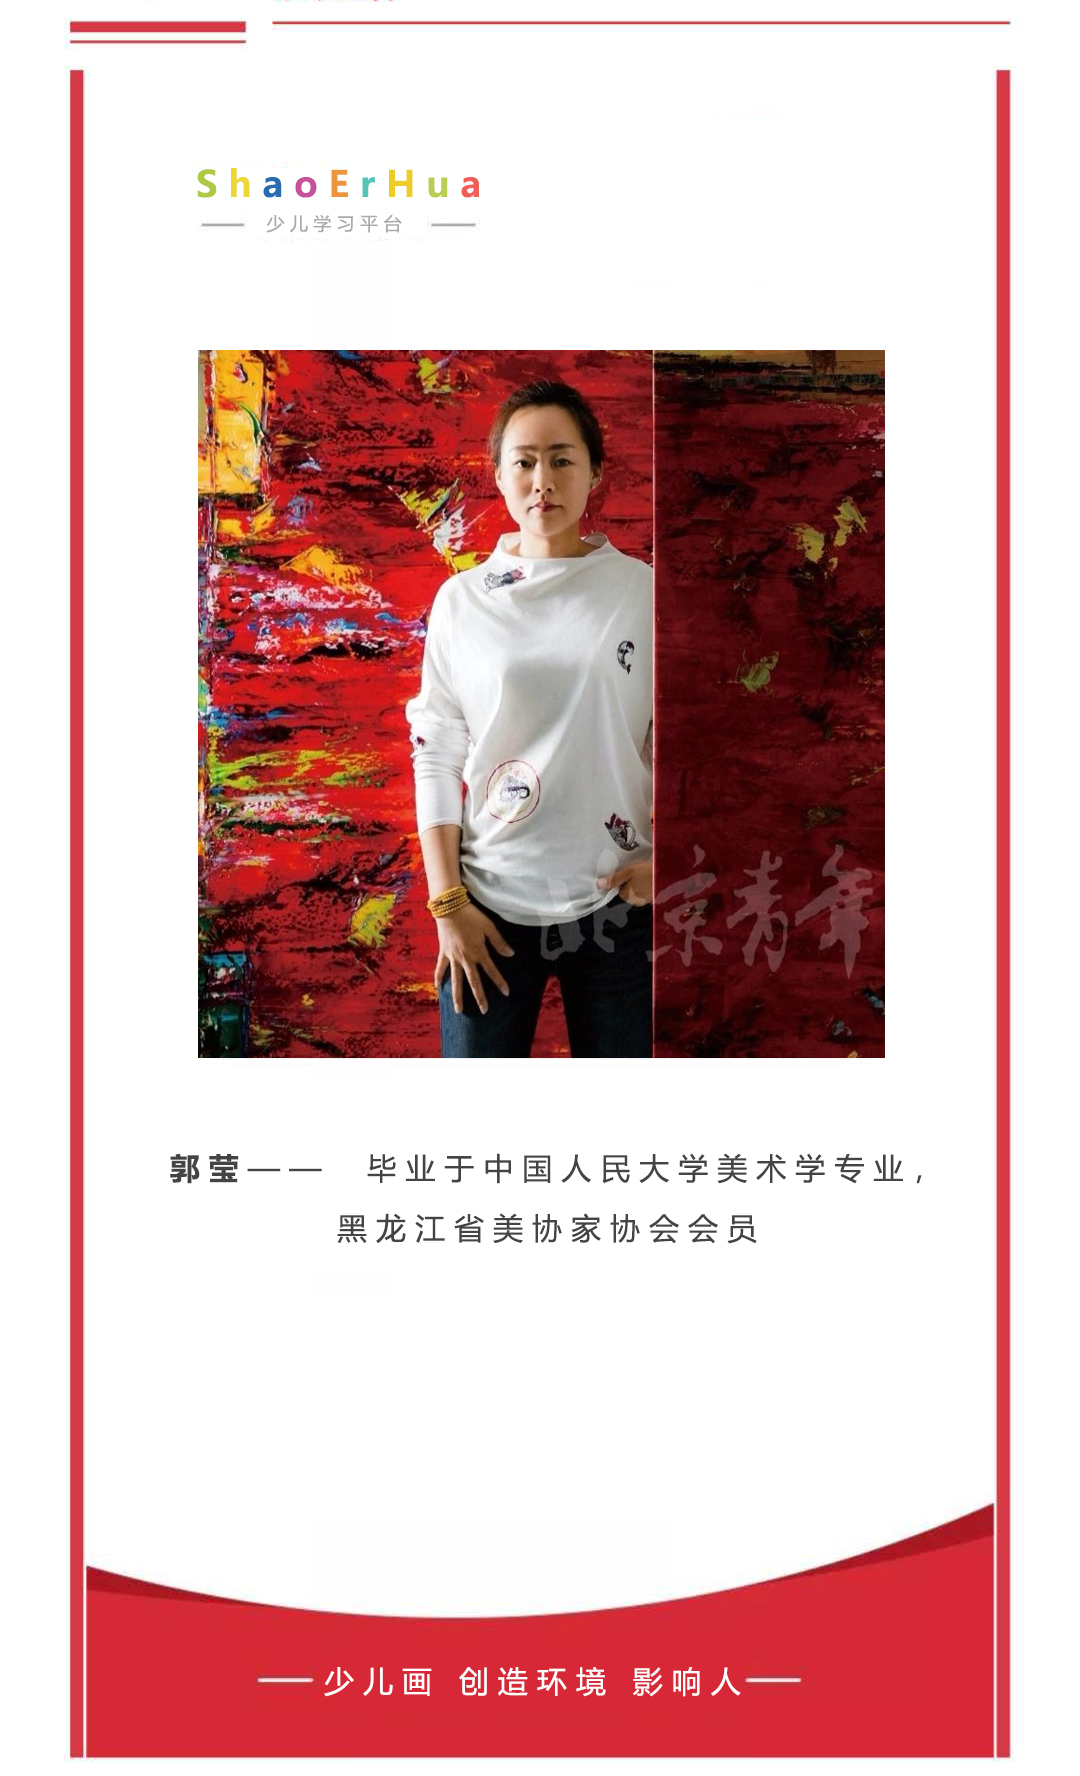 ShaoErHua
少儿学习平台
北京青年
郭莹—— 毕业于中国人民大学美术学专业,
黑龙江省美协家协会会员
少儿画 创造环境 影响人